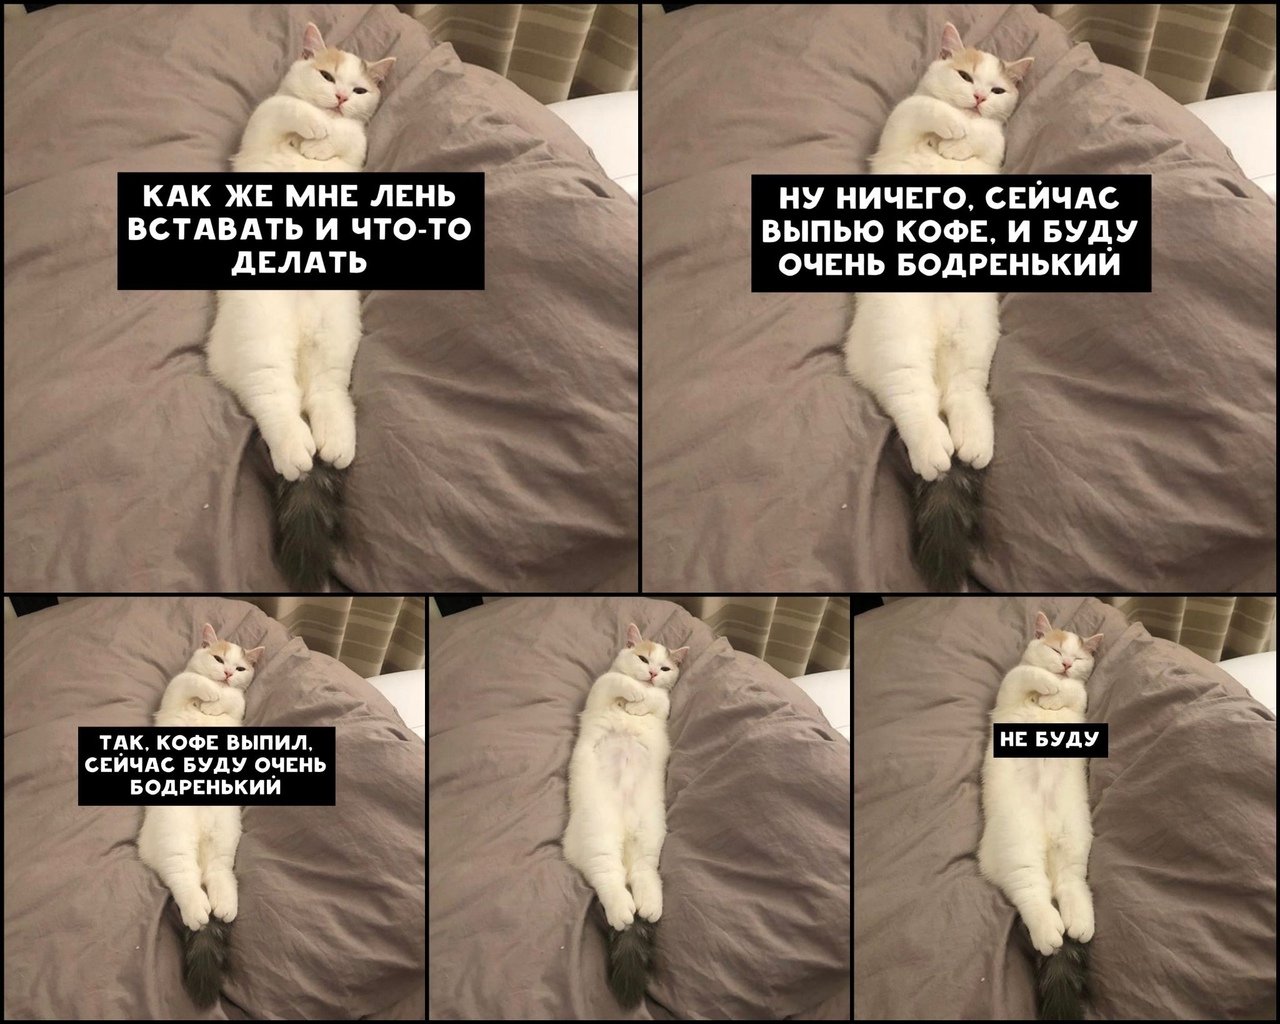 КАК ЖЕ МНЕ ЛЕНЬ
ВСТАВАТЬ И ЧТО-ТО
ДЕЛАТЬ
НУ НИЧЕГО, СЕЙЧАС
ВЫПЬЮ КОФЕ, И БУДУ
ОЧЕНЬ БОДРЕНЬКИЙ
ТАК, КОФЕ ВЫПИЛ,
СЕЙЧАС БУДУ ОЧЕНЬ
БОДРЕНЬКИЙ
НЕ БУДУ